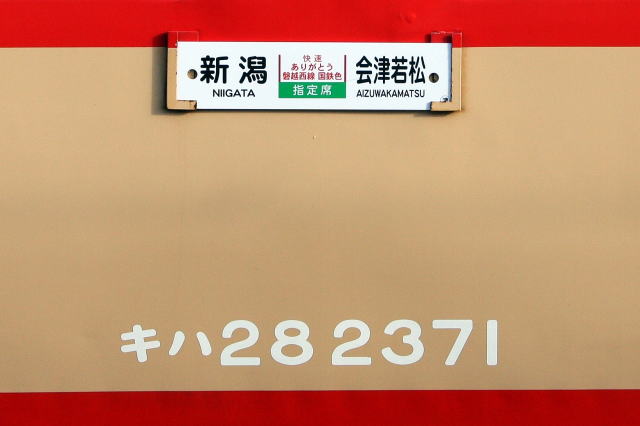 新潟
NIIGATA
快速
ありがとう
磐越西線 国鉄色
指定席
会津若松
AIZUWAKAMATSU
キハ28 2371